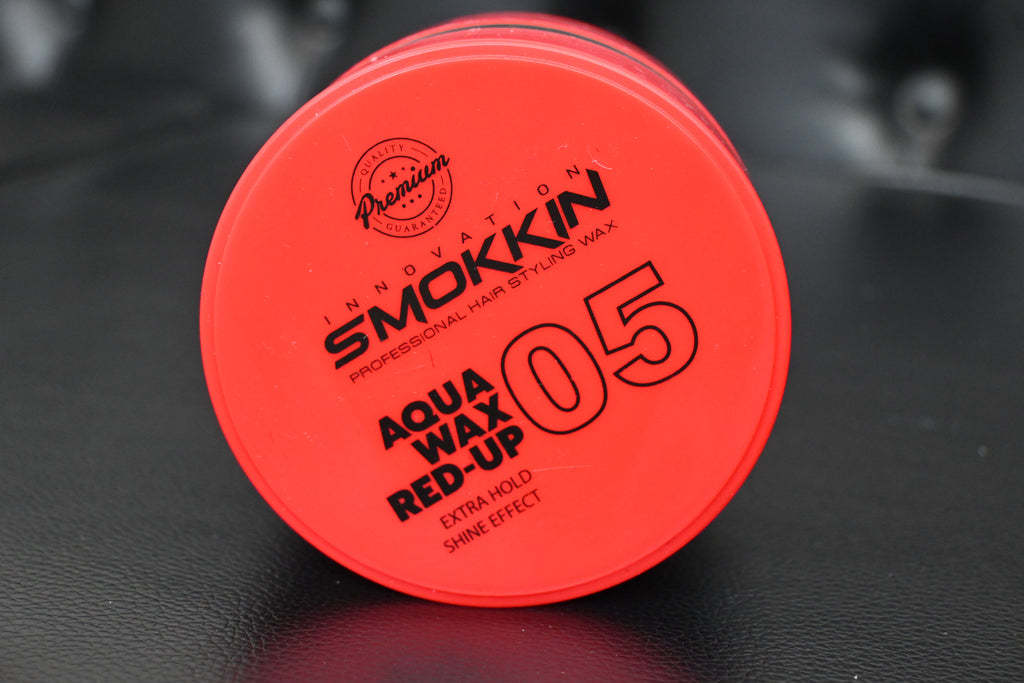 QUALITY
Premium
GUARANTEED
INNOVATION
SMOKKIN
PROFESSIONAL HAIR STYLING WAX
05
AQUA
WAX
RED-UP
EXTRA HOLD
SHINE EFFECT